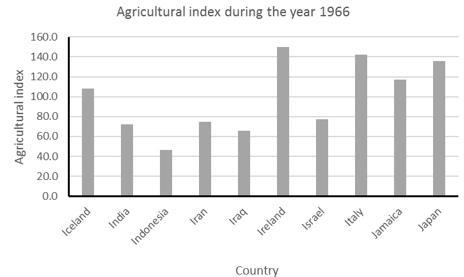 Agricultural index during the year 1966
Agricultural index
160.0
140.0
120.0
100.0
80.0
60.0
40.0
20.0
0.0
Iceland
India
Indonesia
Iran
Iraq
Ireland
Israel
Italy
Jamaica
Japan
Country